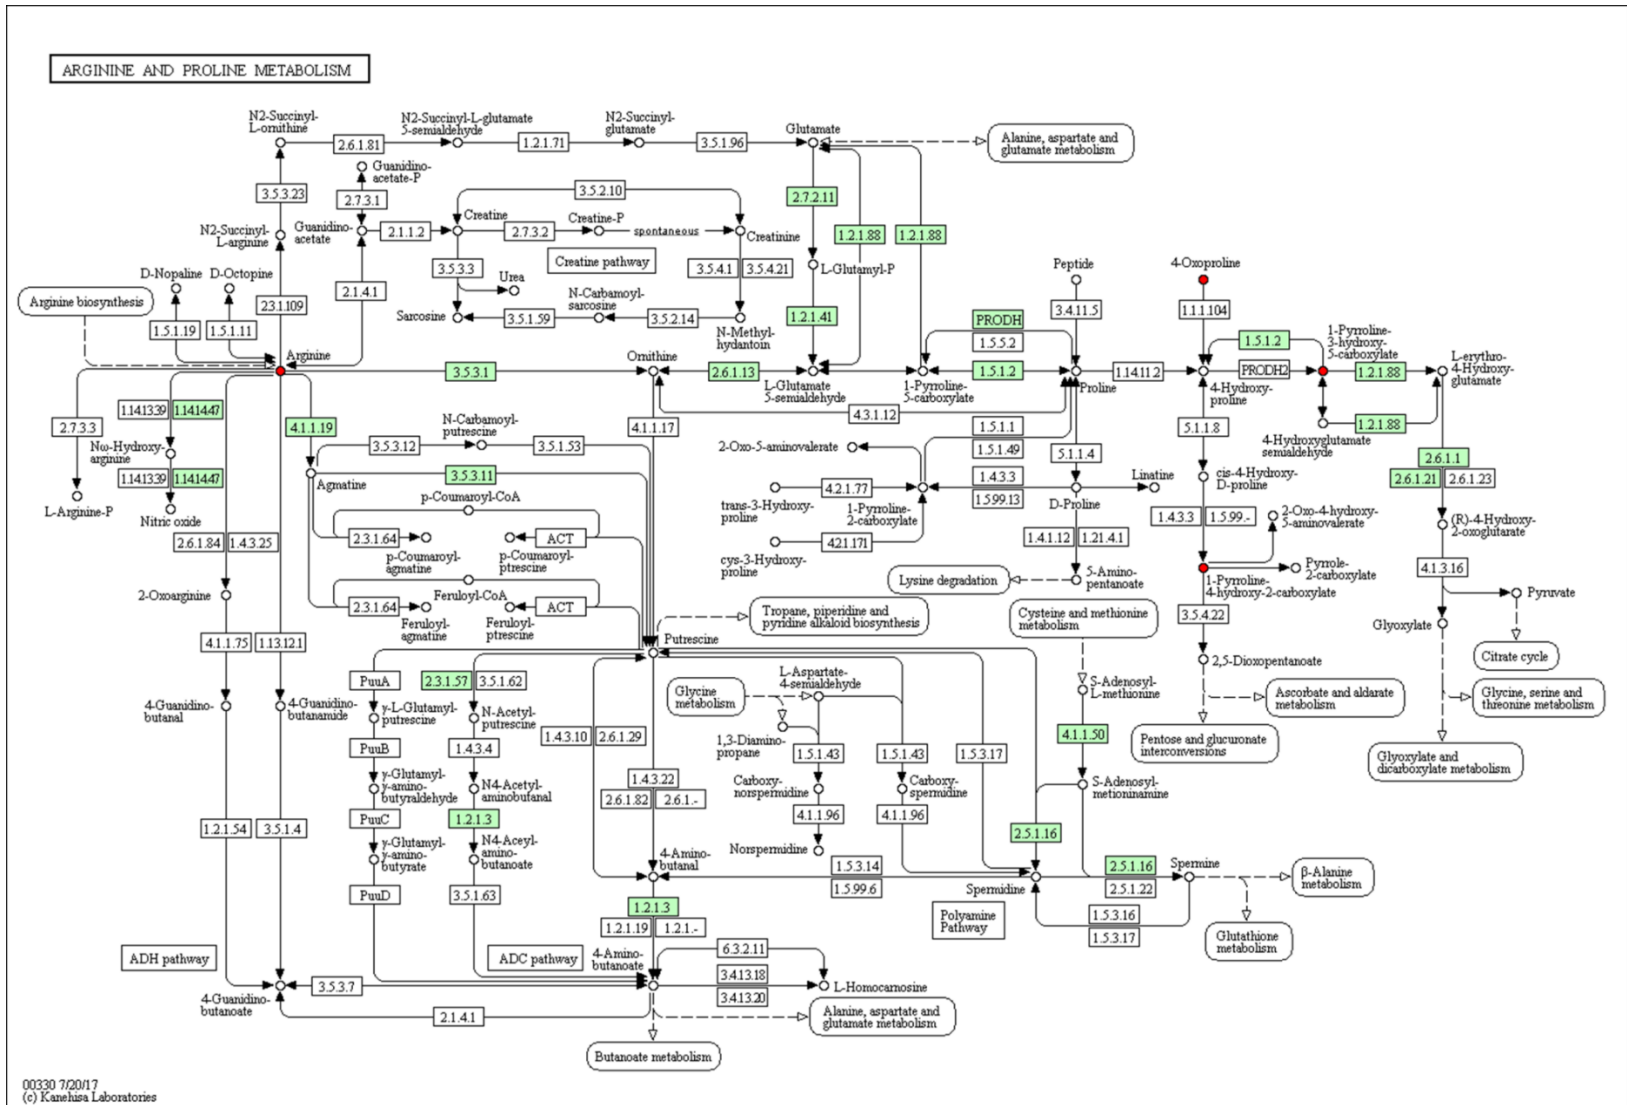 ARGININE AND PROLINE METABOLISM
N2-Succinyl-
L-ornithine
2.6.1.81
N2-Succinyl-L-glutamate
5-semialdehyde
1.2.1.71
N2-Succinyl-
glutamate
3.5.1.96
Glutamate
Alanine, aspartate and
glutamate metabolism
3.5.3.23
Guanidino-
acetate-P
2.7.3.1
N2-Succinyl-
L-arginine
Guanidino-
acetate
2.1.1.2
3.5.2.10
Creatine
2.7.3.2
Creatine-P
spontaneous
Creatinine
Creatine pathway
3.5.3.3
Urea
3.5.4.1
3.5.4.21
Sarcosine
3.5.1.59
N-Carbamoyl-
sarcosine
3.5.2.14
N-Methyl-
hydantoin
2.7.2.11
1.2.1.88
1.2.1.88
L-Glutamyl-P
1.2.1.41
D-Nopaline
D-Octopine
Arginine biosynthesis
1.5.1.19
1.5.1.11
2.3.1.109
2.1.4.1
Peptide
3.4.11.5
4-Oxoproline
1.1.1.104
PRODH
1.5.5.2
1.5.1.2
1-Pyrroline-
3-hydroxy-
5-carboxylate
L-erythro-
4-Hydroxy-
glutamate
Arginine
3.5.3.1
Ornithine
2.6.1.13
L-Glutamate
5-semialdehyde
1-Pyrroline-
5-carboxylate
1.5.1.2
Proline
1.14.11.2
4-Hydroxy-
proline
PRODH2
1.2.1.88
4.3.1.12
1.2.1.88
4-Hydroxyglutamate
semialdehyde
2.7.3.3
1.14.13.39
1.14.14.47
Nω-Hydroxy-
arginine
1.14.13.39
1.14.14.47
L-Arginine-P
Nitric oxide
4.1.1.19
N-Carbamoyl-
putrescine
3.5.3.12
3.5.1.53
4.1.1.17
3.5.3.11
Agmatine
2-Oxo-5-aminovalerate
1.5.1.1
1.5.1.49
5.1.1.4
5.1.1.8
2.6.1.1
2.6.1.21
2.6.1.23
trans-3-Hydroxy-
proline
4.2.1.77
1-Pyrroline-
2-carboxylate
1.4.3.3
1.5.99.13
D-Proline
Linatine
cis-4-Hydroxy-
D-proline
4.2.1.171
cys-3-Hydroxy-
proline
1.4.1.12
1.21.4.1
1.4.3.3
1.5.99.-
2-Oxo-4-hydroxy-
5-aminovalerate
(R)-4-Hydroxy-
2-oxoglutarate
p-Coumaroyl-CoA
2.3.1.64
ACT
p-Coumaroyl-
agmatine
p-Coumaroyl-
ptrescine
Feruloyl-CoA
2.3.1.64
ACT
Feruloyl-
agmatine
Feruloyl-
ptrescine
2.6.1.84
1.4.3.25
2-Oxoarginine
Lysine degradation
5-Amino-
pentanoate
1-Pyrroline-
4-hydroxy-2-carboxylate
Pyrrole-
2-carboxylate
4.1.3.16
Pyruvate
Glyoxylate
Citrate cycle
Tropane, piperidine and
pyridine alkaloid biosynthesis
Cysteine and methionine
metabolism
3.5.4.22
2,5-Dioxopentanoate
Putrescine
4.1.1.75
1.13.12.1
4-Guanidino-
butanal
4-Guanidino-
butanamide
PuuA
γ-L-Glutamyl-
putrescine
PuuB
γ-Glutamyl-
γ-amino-
butyraldehyde
PuuC
γ-Glutamyl-
γ-amino-
butyrate
PuuD
2.3.1.57
3.5.1.62
N-Acetyl-
putrescine
1.4.3.4
N4-Acetyl-
aminobutanal
1.2.1.3
N4-Aceyl-
amino-
butanoate
3.5.1.63
1.4.3.10
2.6.1.29
1.4.3.22
2.6.1.82
2.6.1.-
Glycine
metabolism
L-Aspartate-
4-semialdehyde
1,3-Diamino-
propane
1.5.1.43
1.5.1.43
1.5.3.17
Carboxy-
norspermidine
Carboxy-
spermidine
4.1.1.96
4.1.1.96
Norspermidine
S-Adenosyl-
L-methionine
4.1.1.50
S-Adenosyl-
metioninamine
Ascorbate and aldarate
metabolism
Pentose and glucuronate
interconversions
Glycine, serine and
threonine metabolism
Glyoxylate and
dicarboxylate metabolism
1.2.1.54
3.5.1.4
2.5.1.16
4-Amino-
butanal
1.5.3.14
1.5.99.6
Spermidine
2.5.1.16
2.5.1.22
Spermine
β-Alanine
metabolism
1.5.3.16
1.5.3.17
Glutathione
metabolism
Polyamine
Pathway
1.2.1.3
1.2.1.19
1.2.1.-
ADH pathway
ADC pathway
4-Amino-
butanoate
6.3.2.11
3.4.13.18
3.4.13.20
L-Homocarnosine
4-Guanidino-
butanoate
3.5.3.7
2.1.4.1
Alanine, aspartate and
glutamate metabolism
Butanoate metabolism
00330 7/20/17
(c) Kanehisa Laboratories